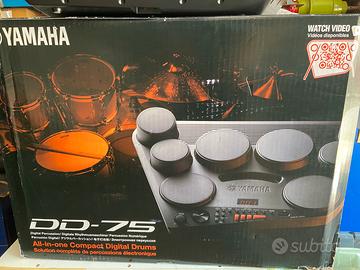 YAMAHA
WATCH VIDEO
Vidéos disponibles
YAMAHA
DD-75
All-in-one Compact Digital Drums
Solution complète de percussions électronique
subito